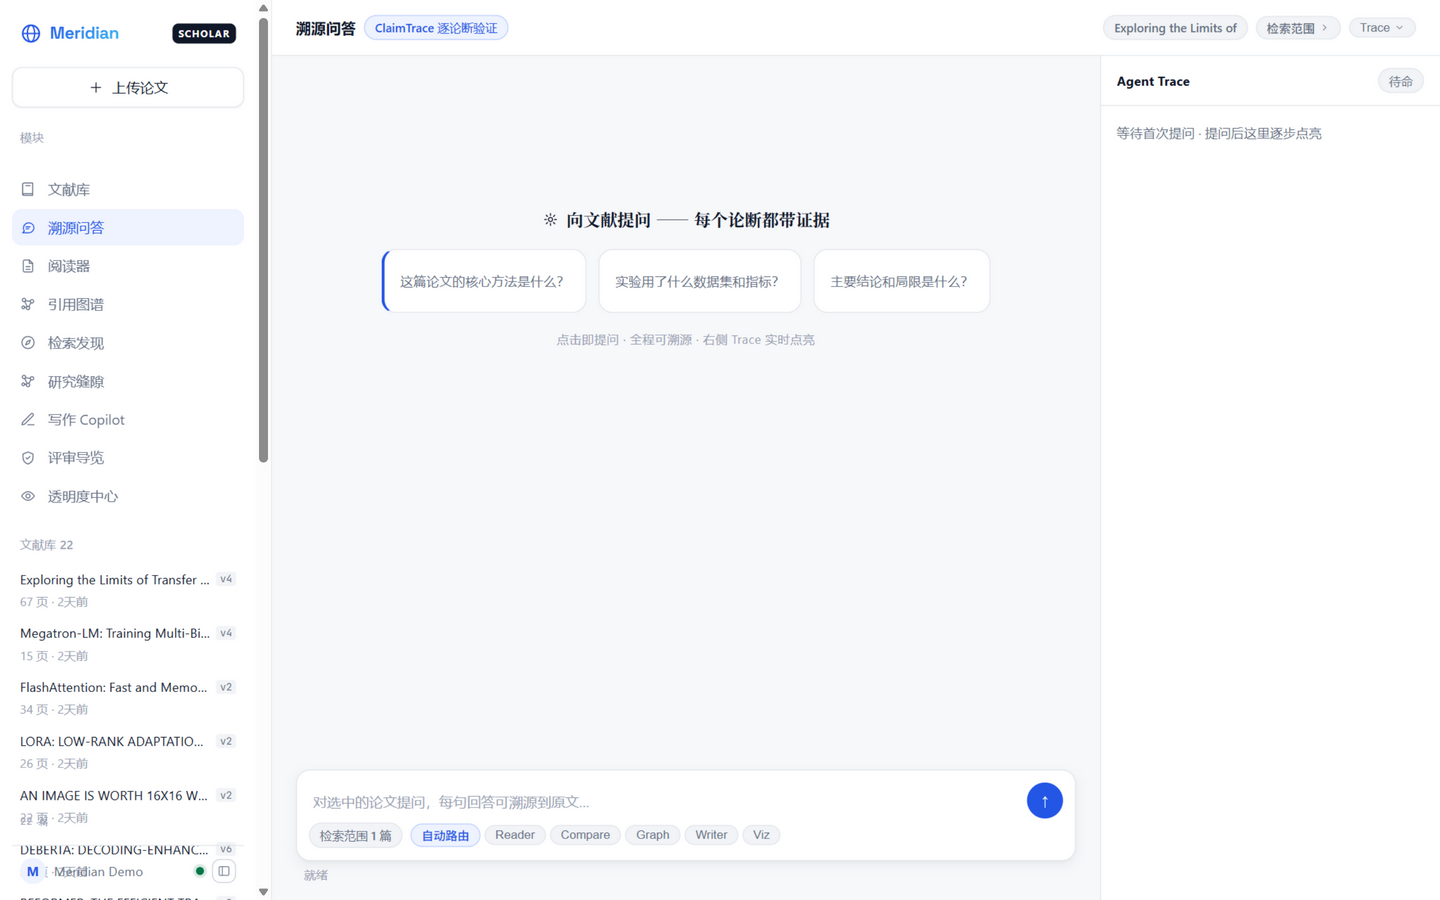 Meridian
SCHOLAR
上传论文
模块
文献库
溯源问答
阅读器
引用图谱
检索发现
研究缝隙
写作 Copilot
评审导览
透明度中心
文献库 22
Exploring the Limits of Transfer ...
v4
67 页 · 2天前
Megatron-LM: Training Multi-Bi...
v4
15 页 · 2天前
FlashAttention: Fast and Memo...
v2
34 页 · 2天前
LORA: LOW-RANK ADAPTATIO...
v2
26 页 · 2天前
AN IMAGE IS WORTH 16X16 W...
v2
22 页 · 2天前
DEBERTA: DECODING-ENHANC...
v6
M
Meridian Demo
溯源问答
ClaimTrace 逐论断验证
Exploring the Limits of
检索范围
Trace
向文献提问 —— 每个论断都带证据
这篇论文的核心方法是什么?
实验用了什么数据集和指标?
主要结论和局限是什么?
点击即提问 · 全程可溯源 · 右侧 Trace 实时点亮
对选中的论文提问，每句回答可溯源到原文...
检索范围 1 篇
自动路由
Reader
Compare
Graph
Writer
Viz
就绪
Agent Trace
待命
等待首次提问 · 提问后这里逐步点亮